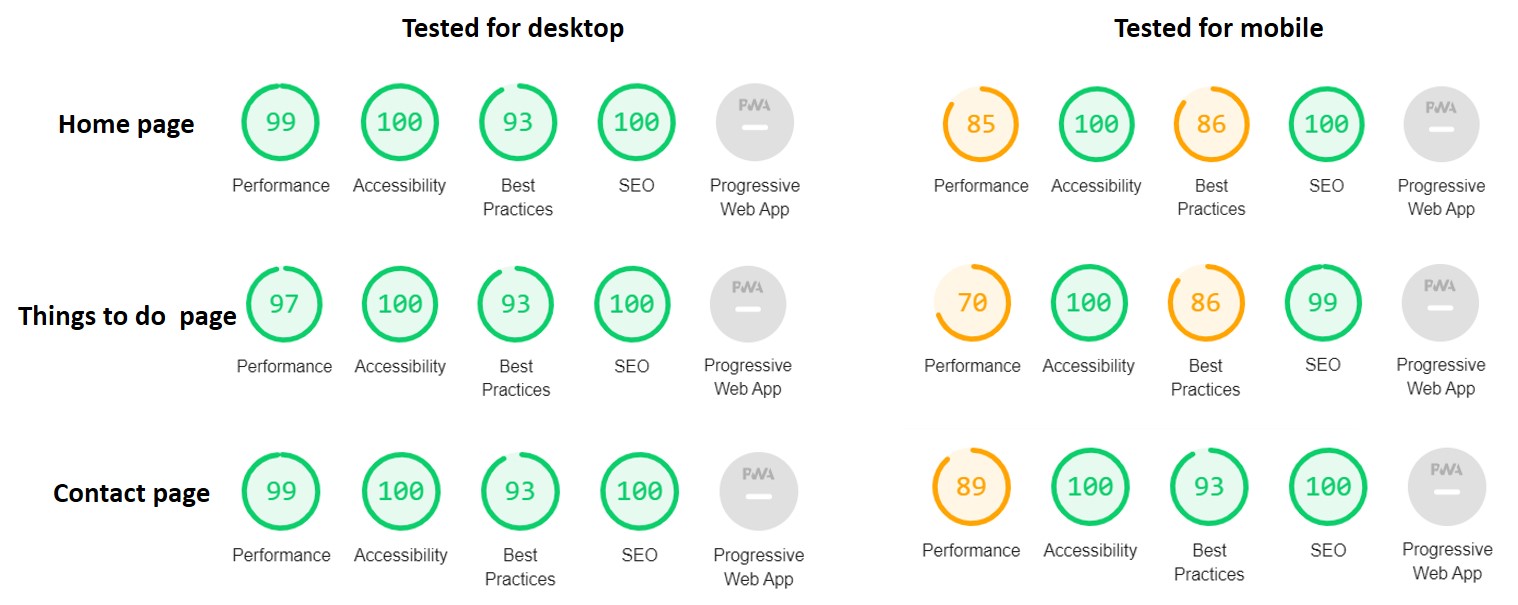 Tested for desktop
Tested for mobile
Home page
99 100 93 100 PWA
Performance Accessibility Best Practices SEO Progressive Web App
85 100 86 100 PWA
Performance Accessibility Best Practices SEO Progressive Web App
Things to do page
97 100 93 100 PWA
Performance Accessibility Best Practices SEO Progressive Web App
70 100 86 99 PWA
Performance Accessibility Best Practices SEO Progressive Web App
Contact page
99 100 93 100 PWA
Performance Accessibility Best Practices SEO Progressive Web App
89 100 93 100 PWA
Performance Accessibility Best Practices SEO Progressive Web App